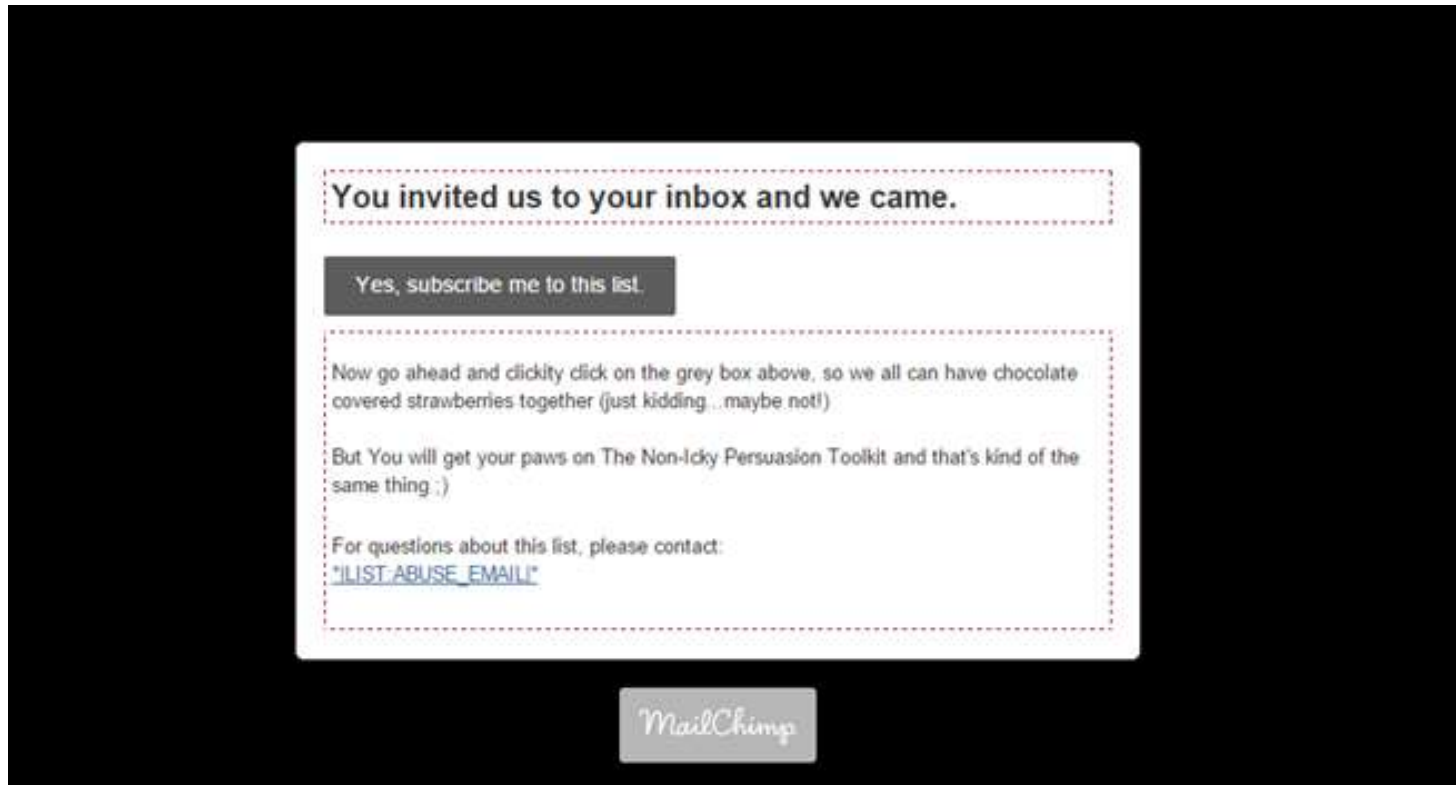 You invited us to your inbox and we came.
Yes, subscribe me to this list.
Now go ahead and clickity click on the grey box above, so we all can have chocolate
covered strawberries together (just kidding...maybe not!)
But You will get your paws on The Non-Icky Persuasion Toolkit and that's kind of the
same thing ;)
For questions about this list, please contact:
*|LIST:ABUSE_EMAIL|*
MailChimp